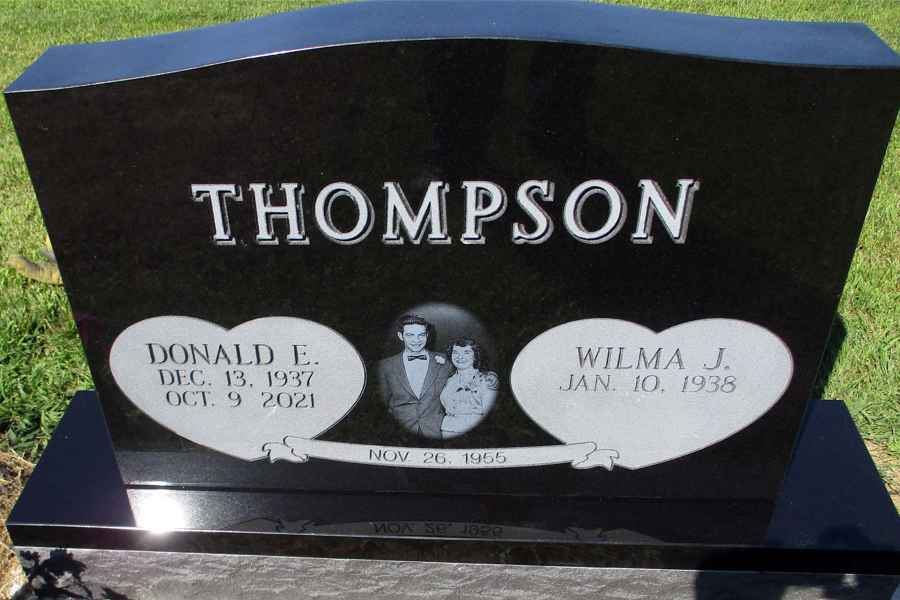 THOMPSON
DONALD E.
DEC. 13, 1937
OCT. 9 2021
WILMA J.
JAN. 10, 1938
NOV. 26, 1955